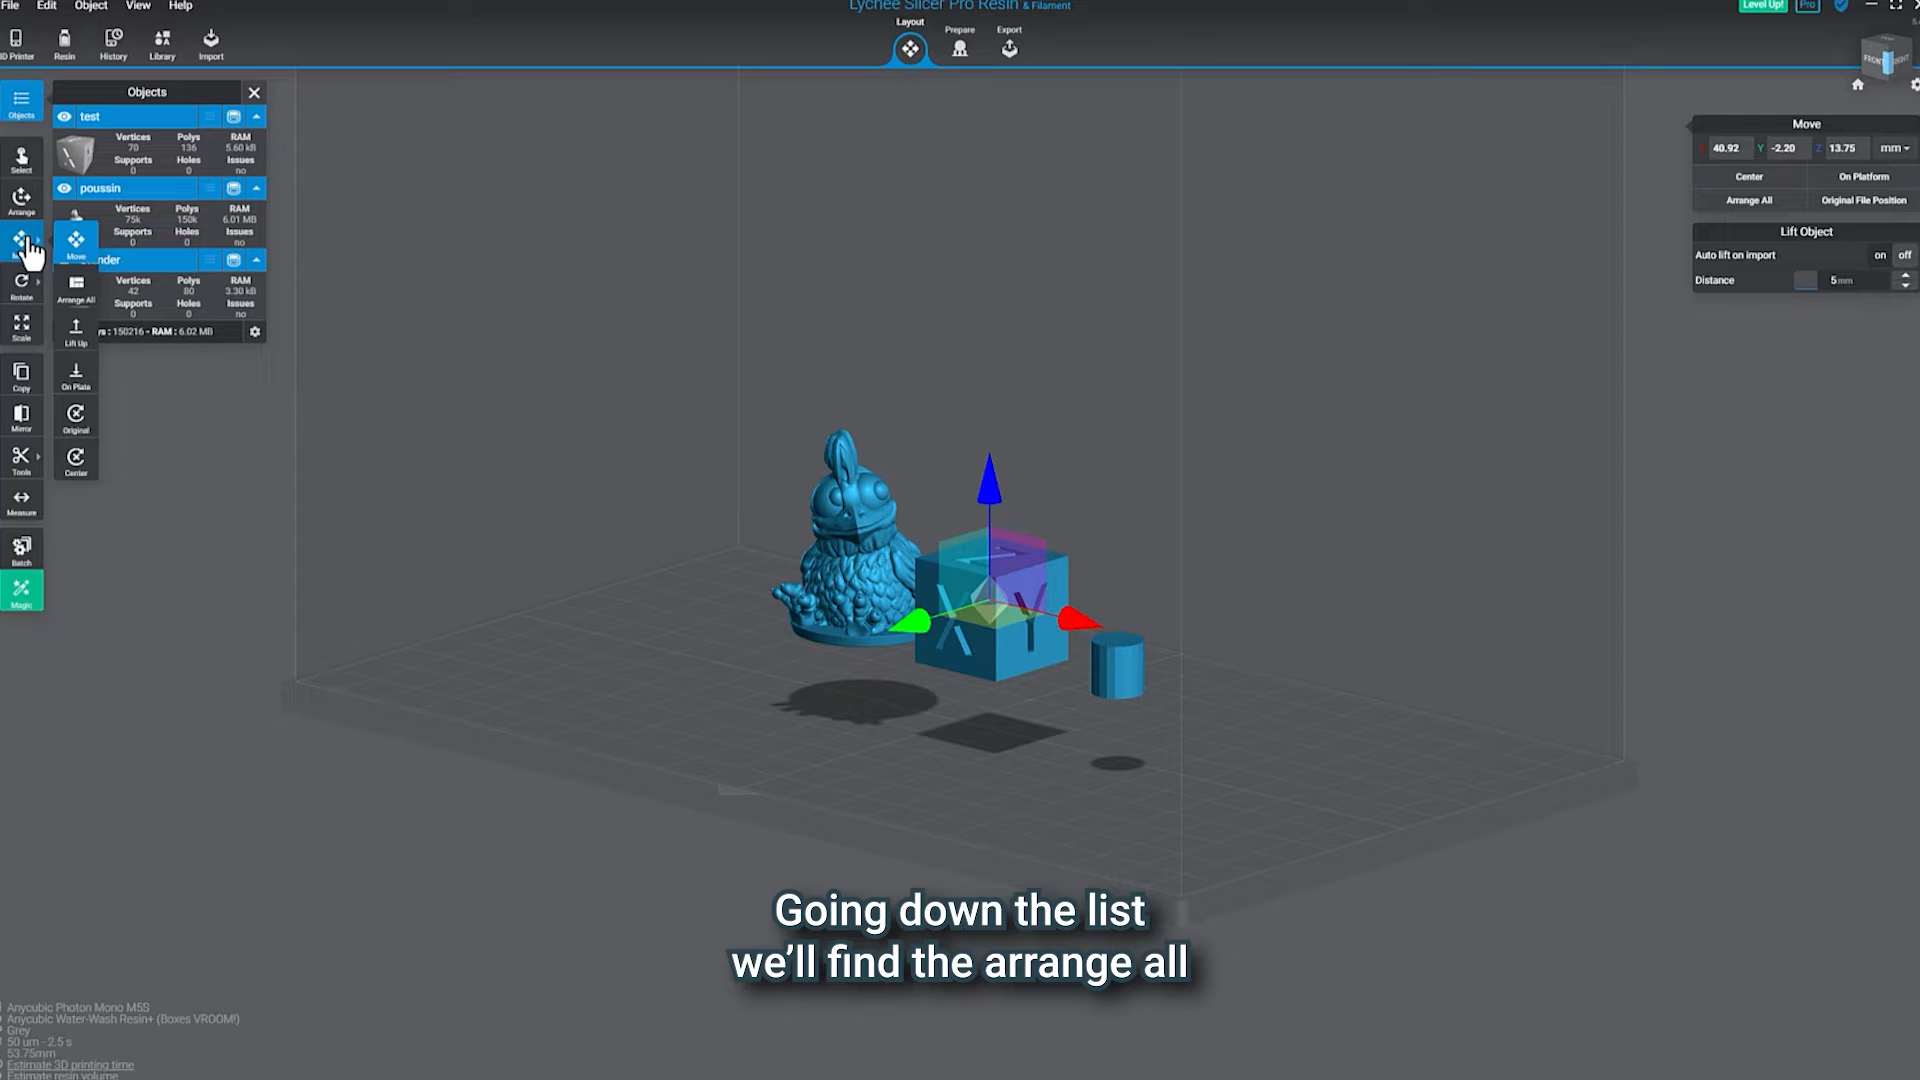 File Edit Object View Help
Lychee Slicer Pro Resin & Filament
Level Up! Pro
3D Printer Resin History Library Import
Layout Prepare Export
FRONT RIGHT
Objects
Objects
test
Vertices Polys RAM
70 136 5.60 kB
Supports Holes Issues
0 0 no
poussin
Vertices Polys RAM
75k 150k 6.01 MB
Supports Holes Issues
0 0 no
Vertices Polys RAM
42 80 3.30 kB
Supports Holes Issues
0 0 no
: 150216 - RAM : 6.02 MB
Select
Arrange
Rotate
Scale
Copy
Mirror
Tools
Measure
Batch
Magic
Move
Arrange All
Lift Up
On Plate
Original
Center
Move
X 40.92 Y -2.20 Z 13.75 mm
Center On Platform
Arrange All Original File Position
Lift Object
Auto lift on import on off
Distance 5mm
X Y
Going down the list
we'll find the arrange all
Anycubic Photon Mono M5S
Anycubic Water-Wash Resin+ (Boxes VROOM!)
Grey
50 um - 2.5 s
53.75mm
Estimate 3D printing time
Estimate resin volume